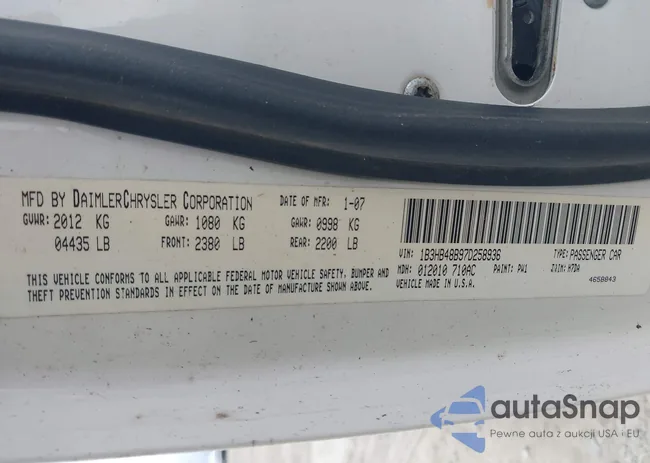 MFD BY DAIMLERCHRYSLER CORPORATION DATE OF MFR: 1-07
GVWR: 2012 KG GAWR: 1080 KG GAWR: 0998 KG
04435 LB FRONT: 2380 LB REAR: 2200 LB
THIS VEHICLE CONFORMS TO ALL APPLICABLE FEDERAL MOTOR VEHICLE SAFETY, BUMPER AND
THEFT PREVENTION STANDARDS IN EFFECT ON THE DATE OF MANUFACTURE SHOWN ABOVE.
VIN: 1B3HB48B97D258836 TYPE: PASSENGER CAR
MDH: 012010 710AC PAINT: PW1
VEHICLE MADE IN U.S.A.
4658843
autoSnap
Pewne auta z aukcji USA i EU